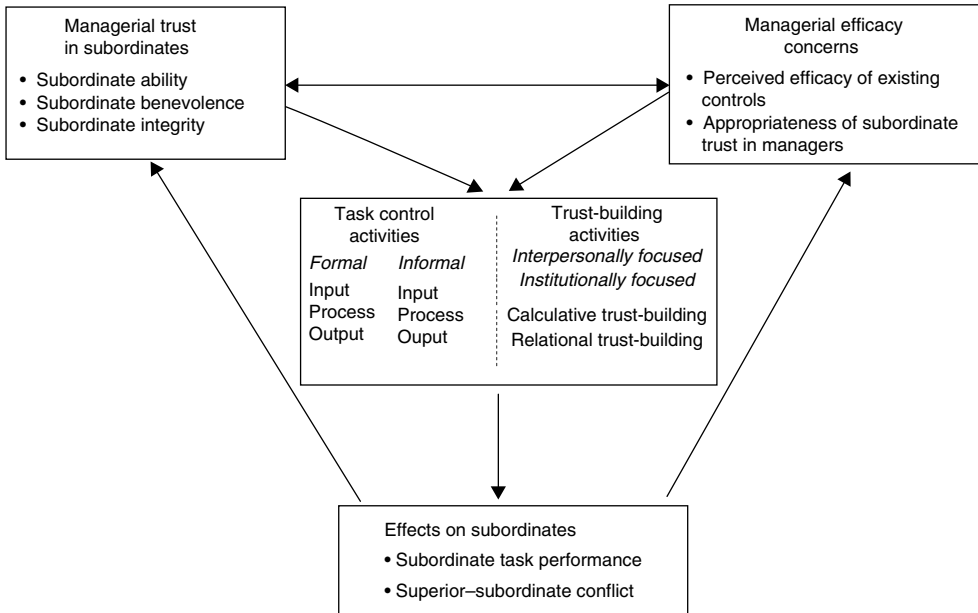 Managerial trust
in subordinates
• Subordinate ability
• Subordinate benevolence
• Subordinate integrity
Managerial efficacy
concerns
• Perceived efficacy of existing
controls
• Appropriateness of subordinate
trust in managers
Task control
activities
Formal Informal
Input Input
Process Process
Output Ouput
Trust-building
activities
Interpersonally focused
Institutionally focused
Calculative trust-building
Relational trust-building
Effects on subordinates
• Subordinate task performance
• Superior–subordinate conflict